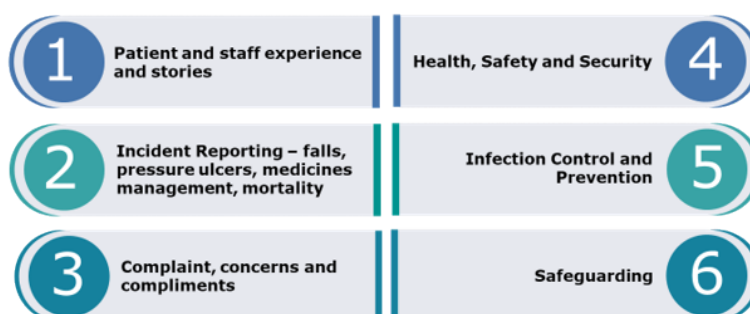 1
Patient and staff experience
and stories
4
Health, Safety and Security
2
Incident Reporting – falls,
pressure ulcers, medicines
management, mortality
5
Infection Control and
Prevention
3
Complaint, concerns and
compliments
6
Safeguarding